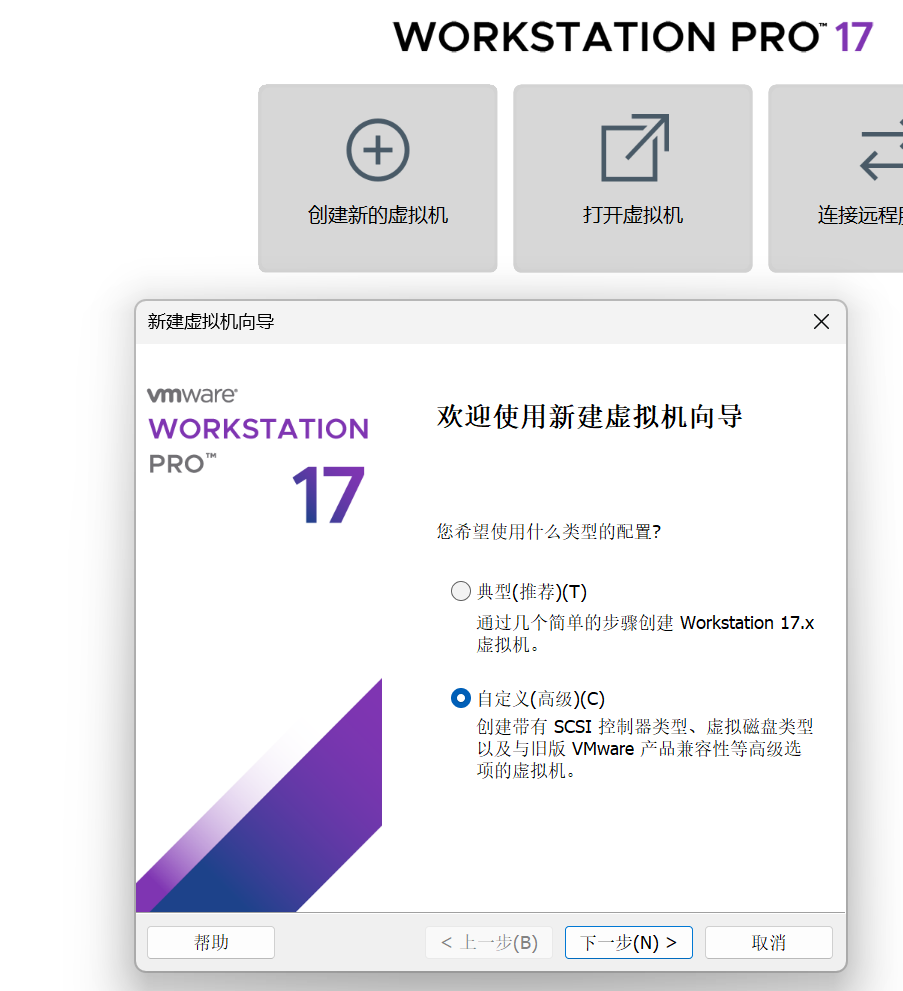 WORKSTATION PRO™ 17
创建新的虚拟机
打开虚拟机
连接远程
新建虚拟机向导
vmware®
WORKSTATION
PRO™
17
欢迎使用新建虚拟机向导
您希望使用什么类型的配置?
典型(推荐)(T)
通过几个简单的步骤创建 Workstation 17.x
虚拟机。
自定义(高级)(C)
创建带有 SCSI 控制器类型、虚拟磁盘类型
以及与旧版 VMware 产品兼容性等高级选
项的虚拟机。
帮助
< 上一步(B)
下一步(N) >
取消